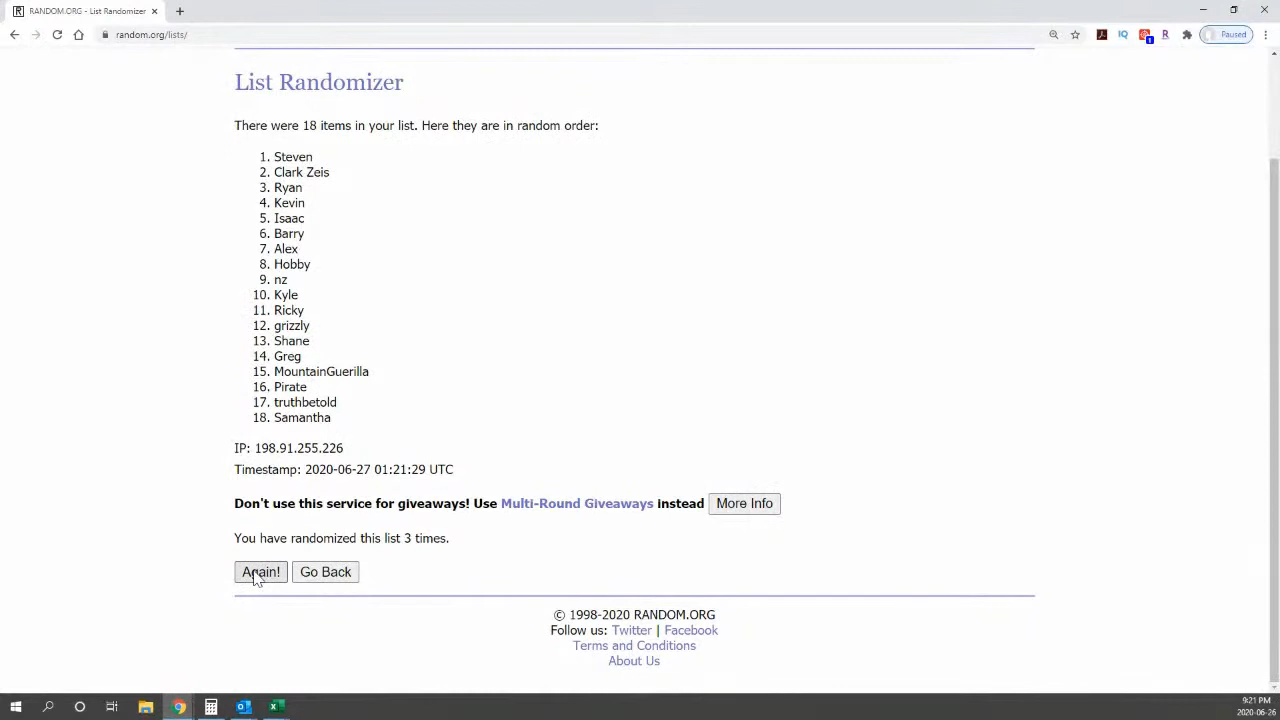 RANDOM.ORG - List Randomizer
random.org/lists/
Paused
List Randomizer
There were 18 items in your list. Here they are in random order:
1. Steven
2. Clark Zeis
3. Ryan
4. Kevin
5. Isaac
6. Barry
7. Alex
8. Hobby
9. nz
10. Kyle
11. Ricky
12. grizzly
13. Shane
14. Greg
15. MountainGuerilla
16. Pirate
17. truthbetold
18. Samantha
IP: 198.91.255.226
Timestamp: 2020-06-27 01:21:29 UTC
Don't use this service for giveaways! Use Multi-Round Giveaways instead More Info
You have randomized this list 3 times.
Again! Go Back
© 1998-2020 RANDOM.ORG
Follow us: Twitter | Facebook
Terms and Conditions
About Us
9:21 PM
2020-06-26